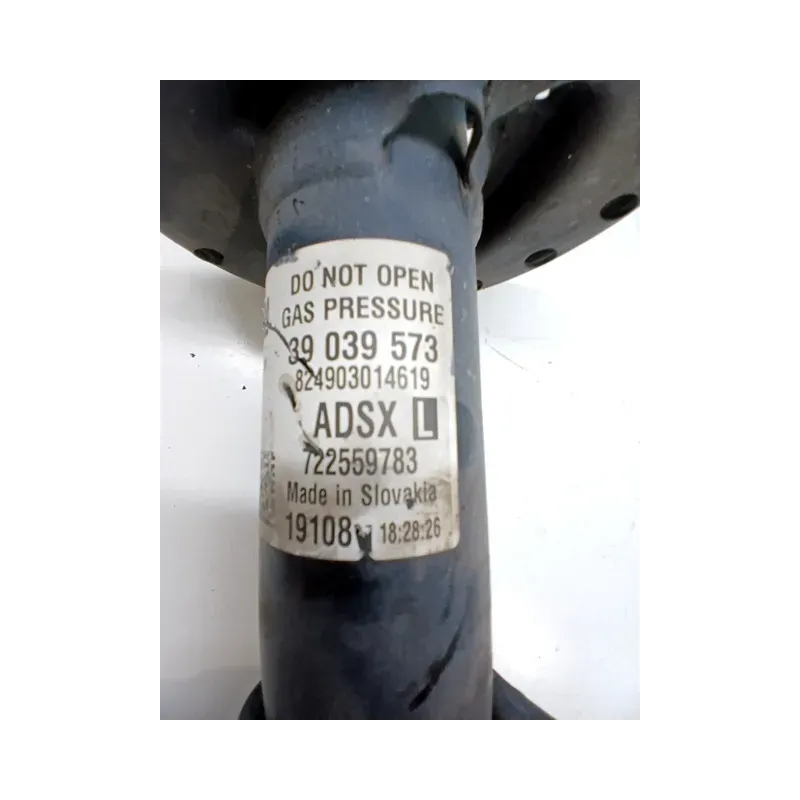 DO NOT OPEN
GAS PRESSURE
39 039 573
824903014619
ADSX L
722559783
Made in Slovakia
19108 18:28:26